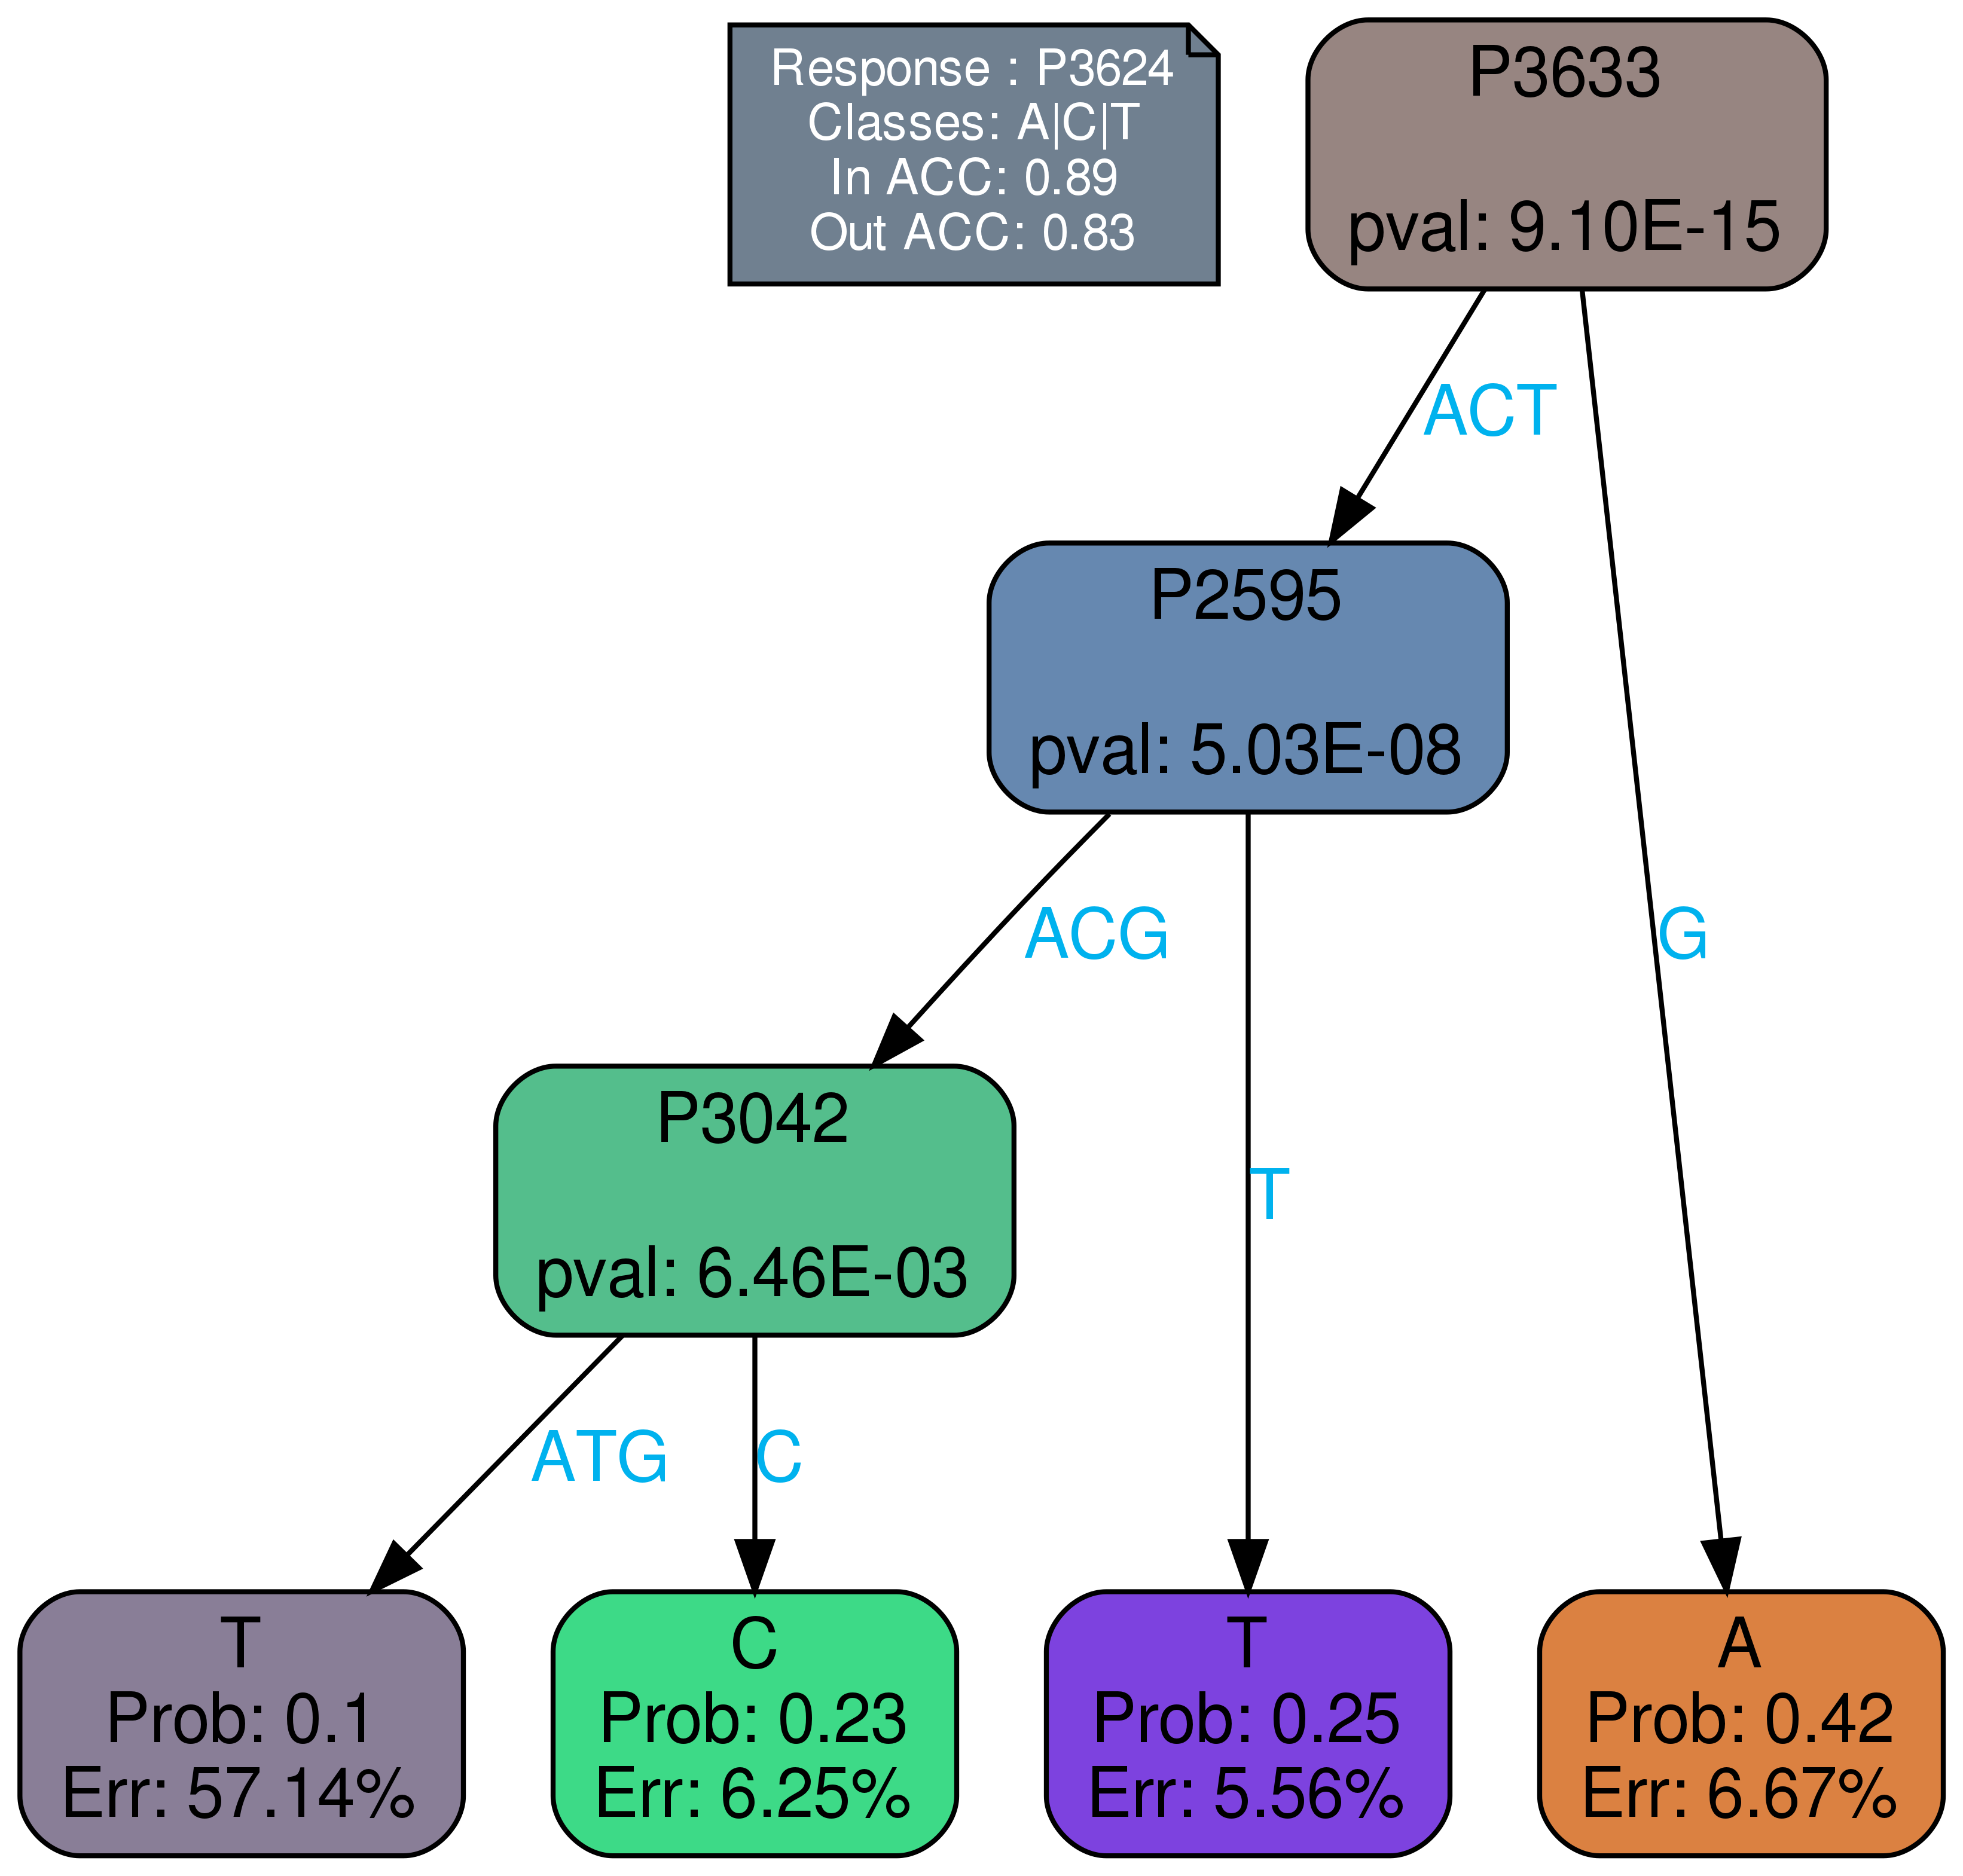 Response : P3624
Classes: A|C|T
In ACC: 0.89
Out ACC: 0.83
P3633
pval: 9.10E-15
ACT
P2595
pval: 5.03E-08
ACG
G
P3042
pval: 6.46E-03
T
ATG
C
T
Prob: 0.1
Err: 57.14%
C
Prob: 0.23
Err: 6.25%
T
Prob: 0.25
Err: 5.56%
A
Prob: 0.42
Err: 6.67%